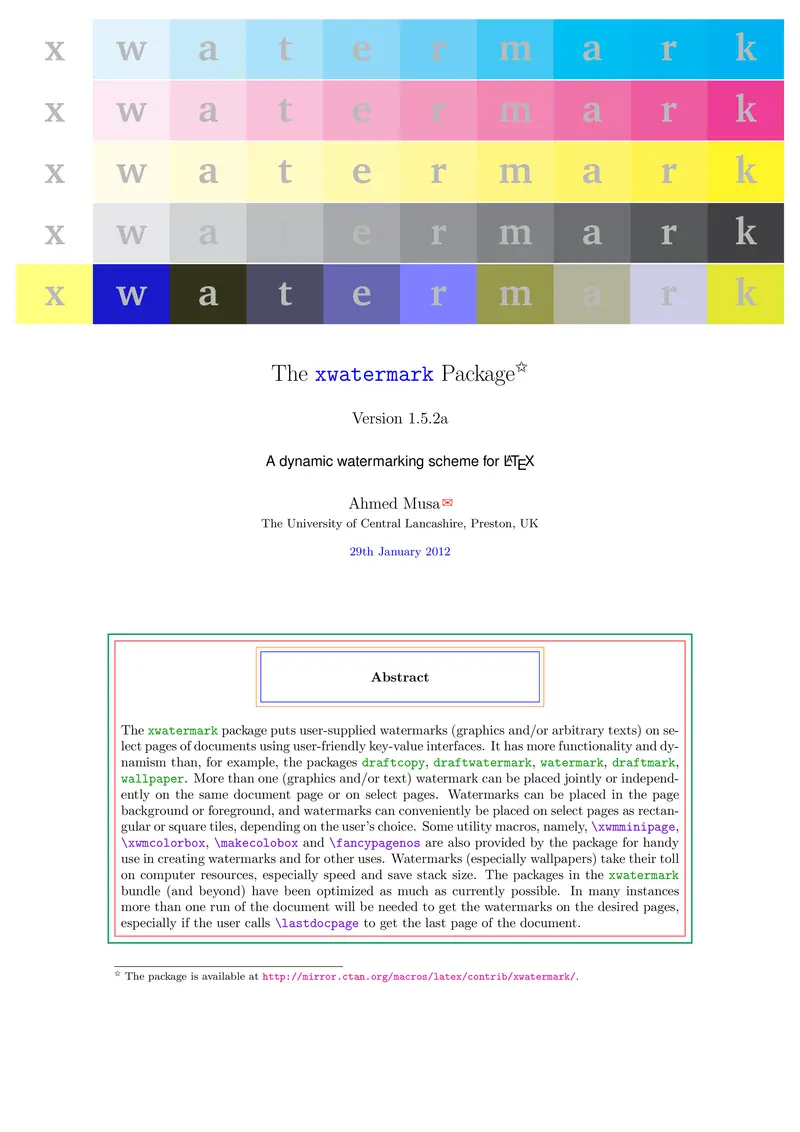 x w a t e r m a r k
x w a t e r m a r k
x w a t e r m a r k
x w a t e r m a r k
x w a t e r m a r k
The xwatermark Package☆
Version 1.5.2a
A dynamic watermarking scheme for LATEX
Ahmed Musa✉
The University of Central Lancashire, Preston, UK
29th January 2012
Abstract
The xwatermark package puts user-supplied watermarks (graphics and/or arbitrary texts) on se-
lect pages of documents using user-friendly key-value interfaces. It has more functionality and dy-
namism than, for example, the packages draftcopy, draftwatermark, watermark, draftmark,
wallpaper. More than one (graphics and/or text) watermark can be placed jointly or independ-
ently on the same document page or on select pages. Watermarks can be placed in the page
background or foreground, and watermarks can conveniently be placed on select pages as rectan-
gular or square tiles, depending on the user's choice. Some utility macros, namely, \xwmminipage,
\xwmcolorbox, \makecolobox and \fancypagenos are also provided by the package for handy
use in creating watermarks and for other uses. Watermarks (especially wallpapers) take their toll
on computer resources, especially speed and save stack size. The packages in the xwatermark
bundle (and beyond) have been optimized as much as currently possible. In many instances
more than one run of the document will be needed to get the watermarks on the desired pages,
especially if the user calls \lastdocpage to get the last page of the document.
☆ The package is available at http://mirror.ctan.org/macros/latex/contrib/xwatermark/.